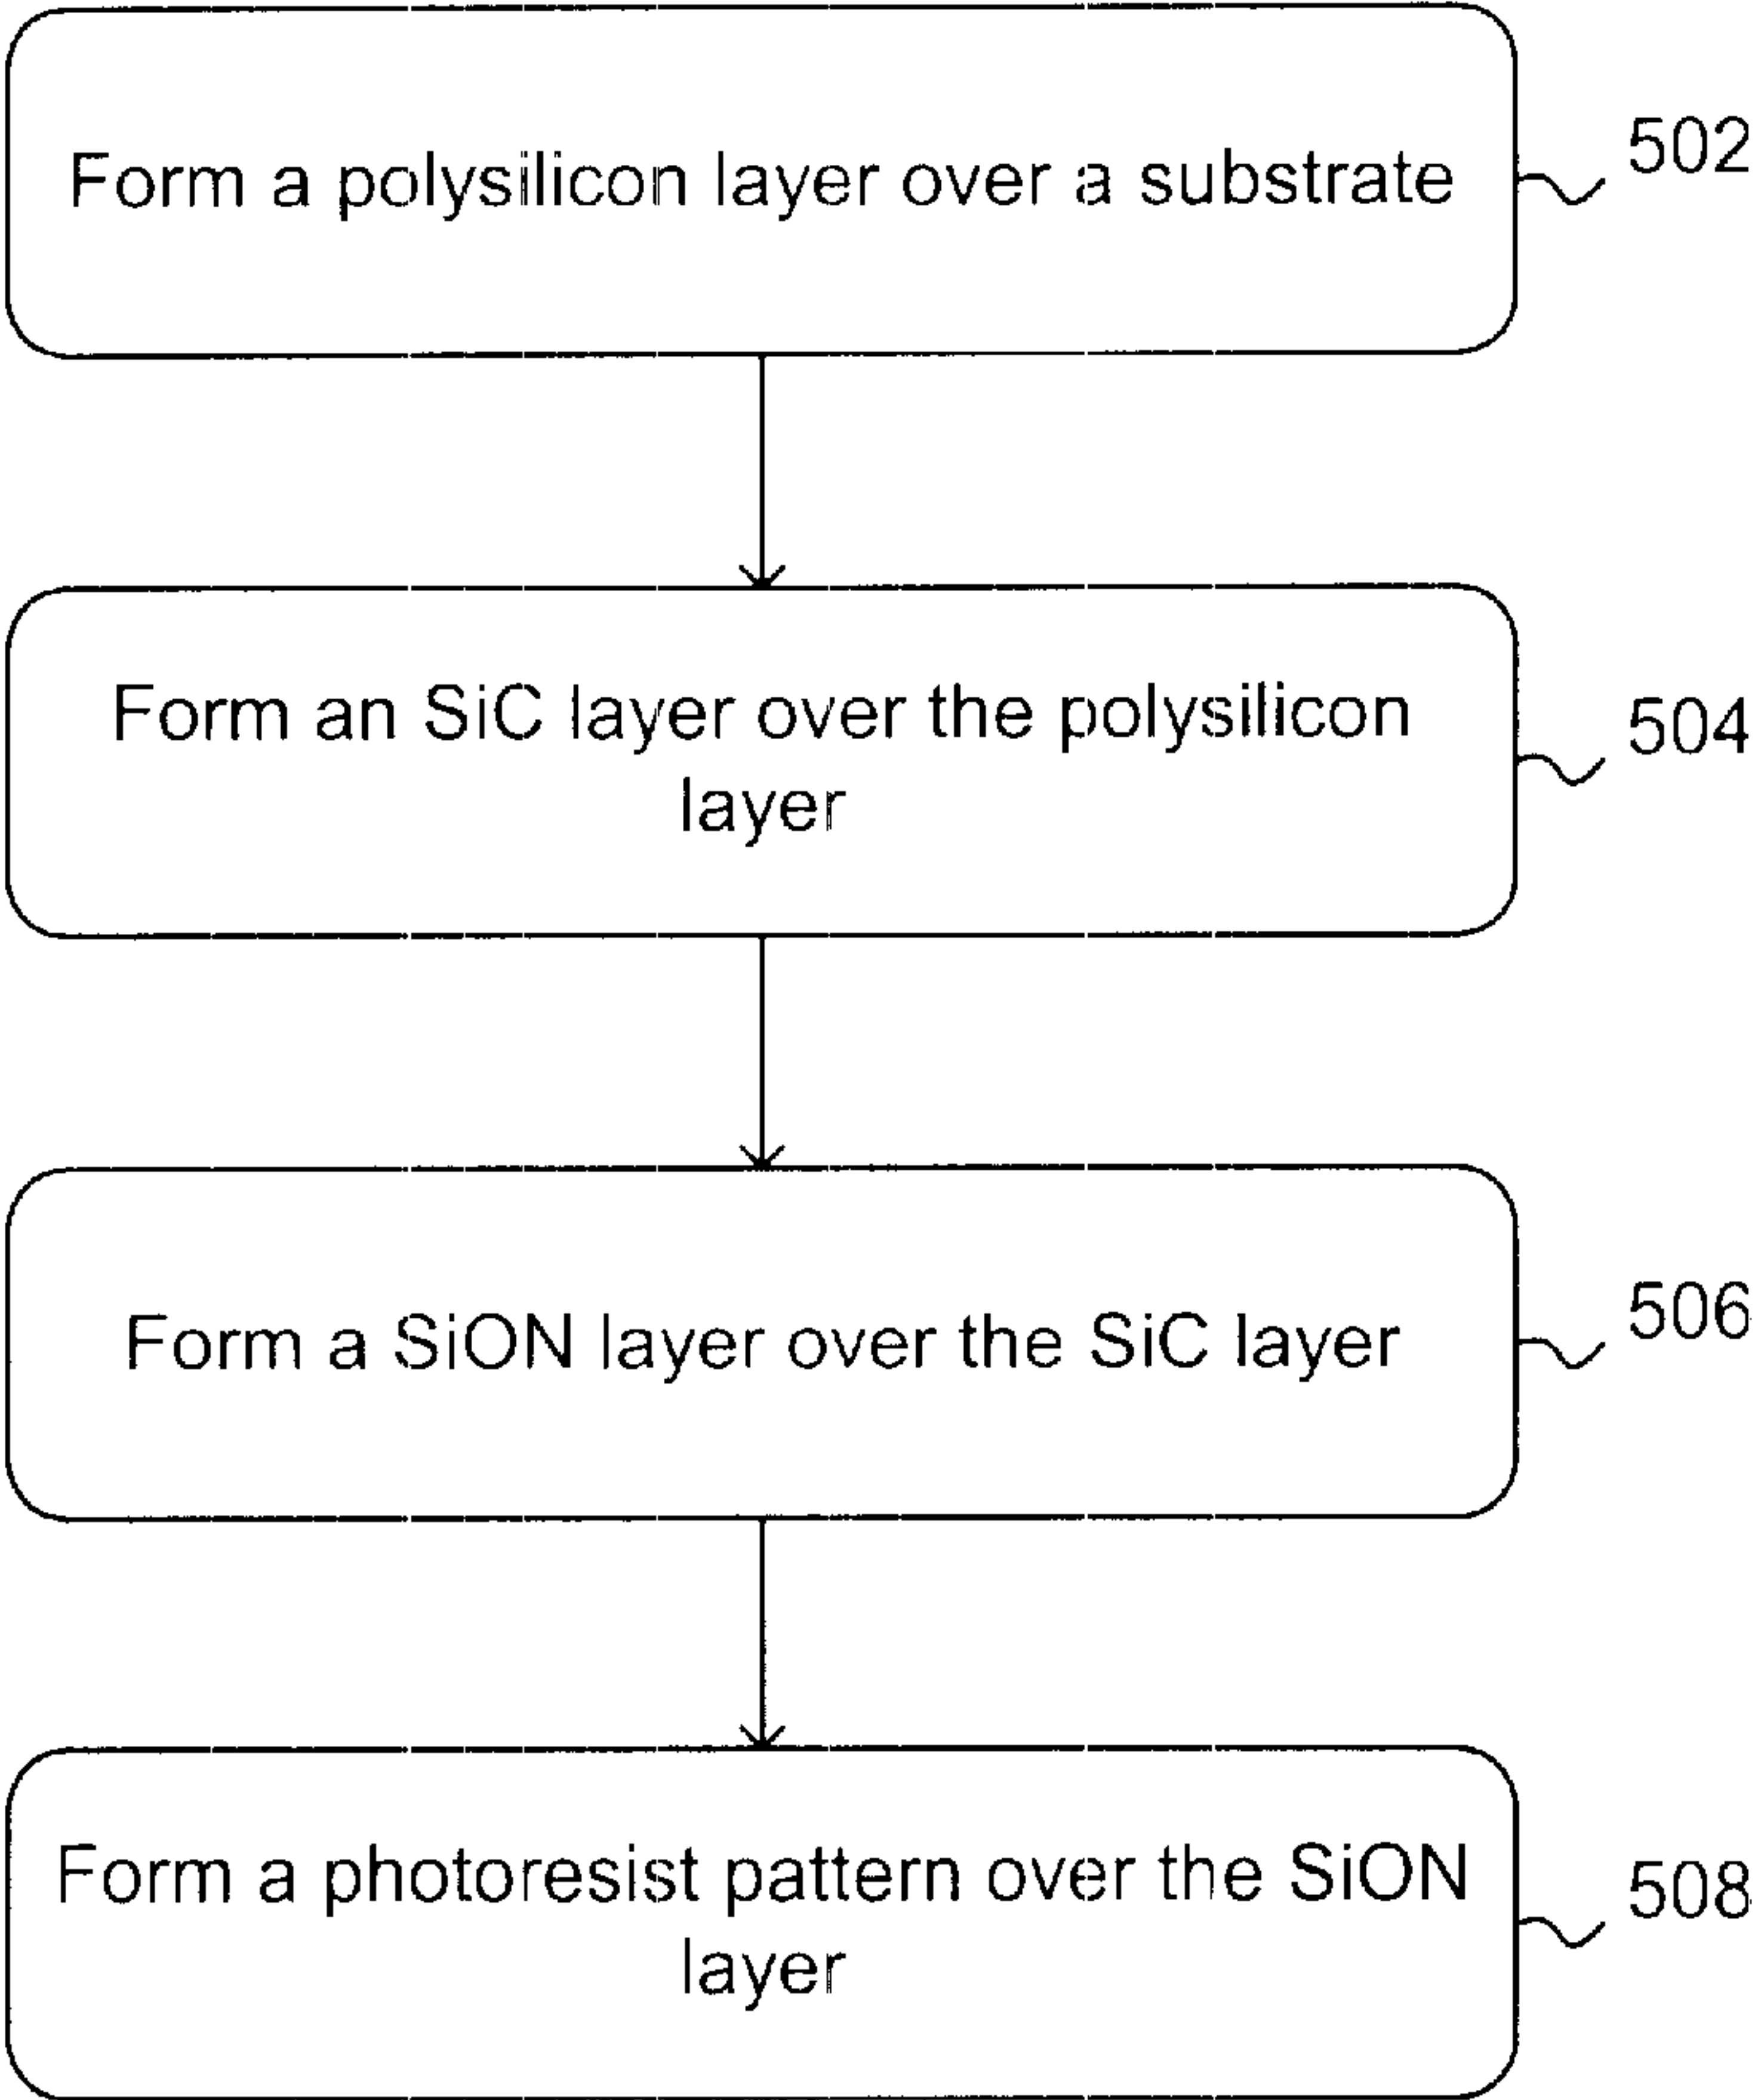 Form a polysilicon layer over a substrate
502
Form an SiC layer over the polysilicon
layer
504
Form a SiON layer over the SiC layer
506
Form a photoresist pattern over the SiON
layer
508